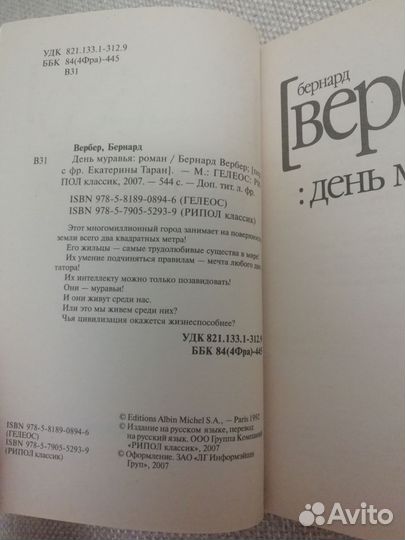 УДК 821.133.1-312.9
ББК 84(4Фра)-445
В31
Вербер, Бернард
В31 День муравья: роман / Бернард Вербер; [пер.
с фр. Екатерины Таран]. — М.: ГЕЛЕОС: РИ-
ПОЛ классик, 2007. — 544 с. — Доп. тит. л. фр.
ISBN 978-5-8189-0894-6 (ГЕЛЕОС)
ISBN 978-5-7905-5293-9 (РИПОЛ классик)
Этот многомиллионный город занимает на поверхност
земли всего два квадратных метра!
Его жильцы — самые трудолюбивые существа в мире!
Их умение подчиняться правилам — мечта любого дик
татора!
Их интеллекту можно только позавидовать!
Они — муравьи!
И они живут среди нас.
Или это мы живем среди них?
Чья цивилизация окажется жизнеспособнее?
УДК 821.133.1-312.9
ББК 84(4Фра)-445
© Editions Albin Michel S.A., — Paris 1992
© Издание на русском языке, перевод
на русский язык. ООО Группа Компаний
«РИПОЛ классик», 2007
© Оформление. ЗАО «ЛГ Информэйшн
Груп», 2007
ISBN 978-5-8189-0894-6
(ГЕЛЕОС)
ISBN 978-5-7905-5293-9
(РИПОЛ классик)
бернард
[вер
:день м
Avito